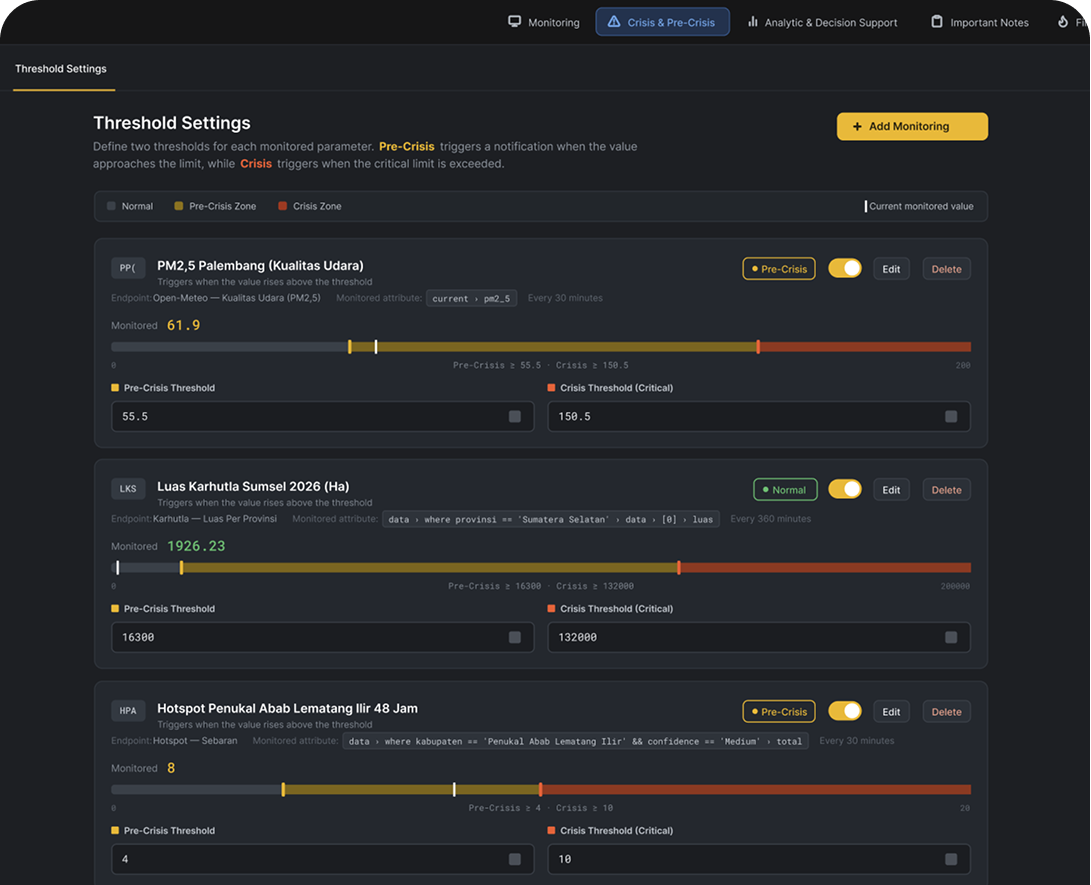 Monitoring
Crisis & Pre-Crisis
Analytic & Decision Support
Important Notes
Threshold Settings
Threshold Settings
+ Add Monitoring
Define two thresholds for each monitored parameter. Pre-Crisis triggers a notification when the value
approaches the limit, while Crisis triggers when the critical limit is exceeded.
Normal
Pre-Crisis Zone
Crisis Zone
Current monitored value
PP(
PM2,5 Palembang (Kualitas Udara)
Pre-Crisis
Edit
Delete
Triggers when the value rises above the threshold
Endpoint: Open-Meteo — Kualitas Udara (PM2,5) Monitored attribute: current › pm2_5 Every 30 minutes
Monitored 61.9
0 Pre-Crisis ≥ 55.5 · Crisis ≥ 150.5 200
Pre-Crisis Threshold
Crisis Threshold (Critical)
55.5
150.5
LKS
Luas Karhutla Sumsel 2026 (Ha)
Normal
Edit
Delete
Triggers when the value rises above the threshold
Endpoint: Karhutla — Luas Per Provinsi Monitored attribute: data › where provinsi == 'Sumatera Selatan' › data › [0] › luas Every 360 minutes
Monitored 1926.23
0 Pre-Crisis ≥ 16300 · Crisis ≥ 132000 200000
Pre-Crisis Threshold
Crisis Threshold (Critical)
16300
132000
HPA
Hotspot Penukal Abab Lematang Ilir 48 Jam
Pre-Crisis
Edit
Delete
Triggers when the value rises above the threshold
Endpoint: Hotspot — Sebaran Monitored attribute: data › where kabupaten == 'Penukal Abab Lematang Ilir' && confidence == 'Medium' › total Every 30 minutes
Monitored 8
0 Pre-Crisis ≥ 4 · Crisis ≥ 10 20
Pre-Crisis Threshold
Crisis Threshold (Critical)
4
10